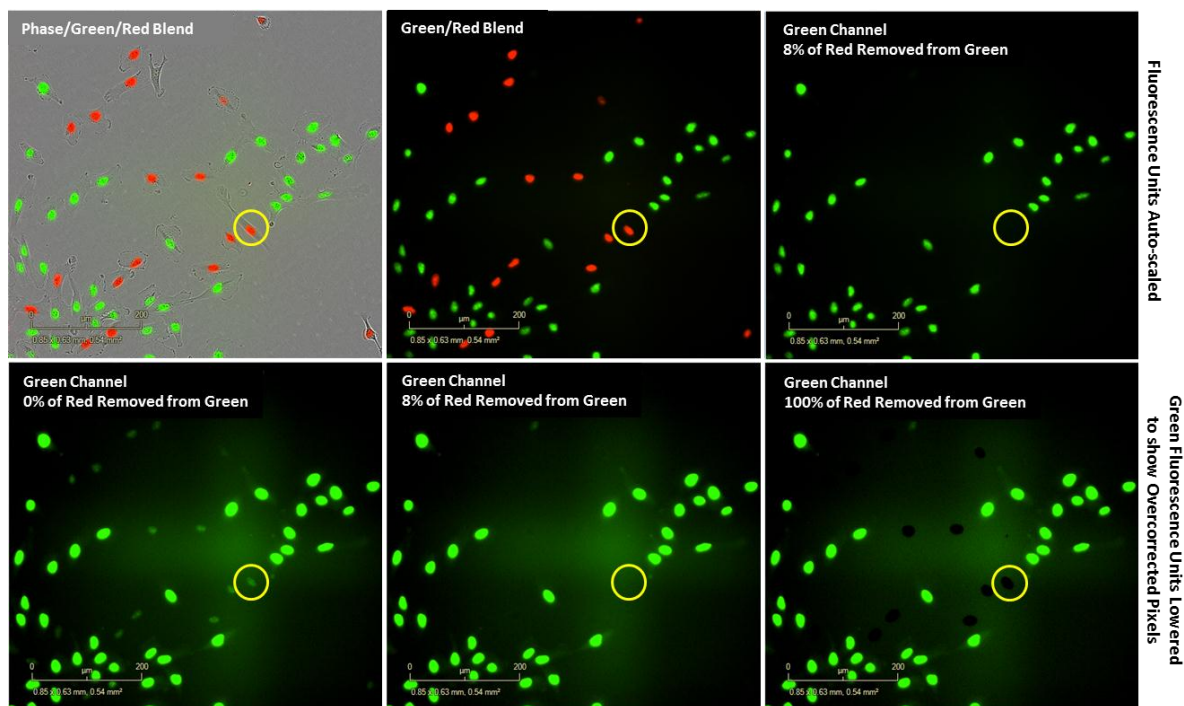 Phase/Green/Red Blend
Green/Red Blend
Green Channel
8% of Red Removed from Green
0
µm
200
0.85 x 0.63 mm, 0.54 mm²
0
µm
200
0.85 x 0.63 mm, 0.54 mm²
0
µm
200
0.85 x 0.63 mm, 0.54 mm²
Fluorescence Units Auto-scaled
Green Channel
0% of Red Removed from Green
Green Channel
8% of Red Removed from Green
Green Channel
100% of Red Removed from Green
0
µm
200
0.85 x 0.63 mm, 0.54 mm²
0
µm
200
0.85 x 0.63 mm, 0.54 mm²
0
µm
200
0.85 x 0.63 mm, 0.54 mm²
Green Fluorescence Units Lowered
to show Overcorrected Pixels